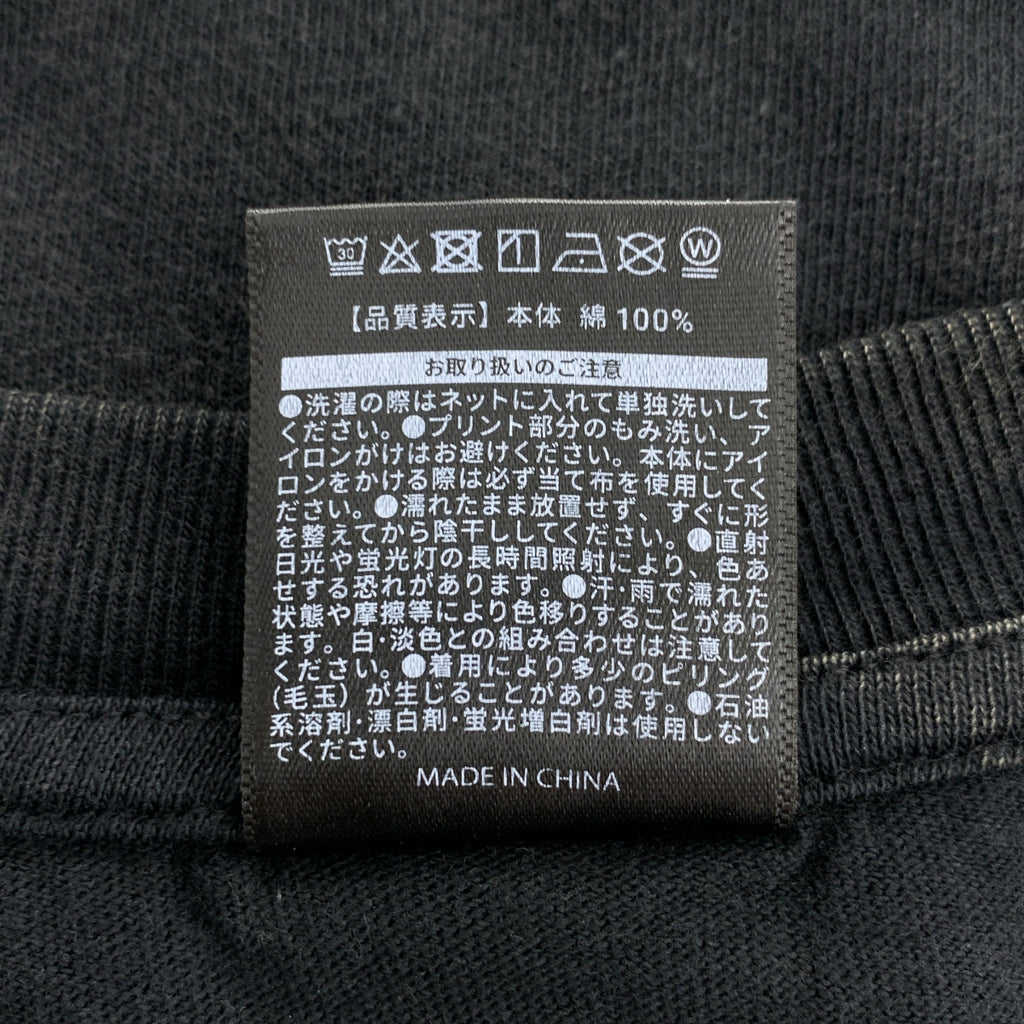 30 W
【品質表示】本体 綿100%
お取り扱いのご注意
●洗濯の際はネットに入れて単独洗いして
ください。●プリント部分のもみ洗い、ア
イロンがけはお避けください。本体にアイ
ロンをかける際は必ず当て布を使用してく
ださい。●濡れたまま放置せず、すぐに形
を整えてから陰干ししてください。●直射
日光や蛍光灯の長時間照射により、色あ
せする恐れがあります。●汗・雨で濡れた
状態や摩擦等により色移りすることがあり
ます。白・淡色との組み合わせは注意して
ください。●着用により多少のピリング
(毛玉)が生じることがあります。●石油
系溶剤・漂白剤・蛍光増白剤は使用しない
でください。
MADE IN CHINA